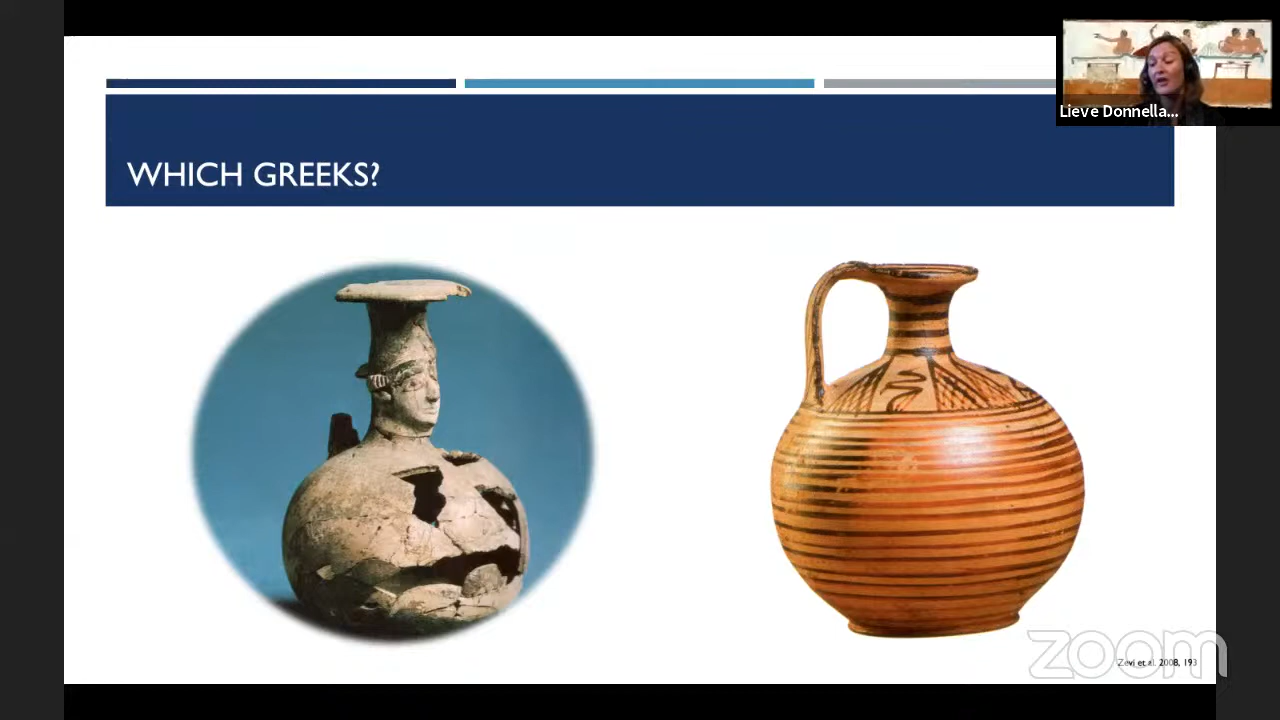 Lieve Donnella...
WHICH GREEKS?
zoom
Zevi et al. 2008, 193